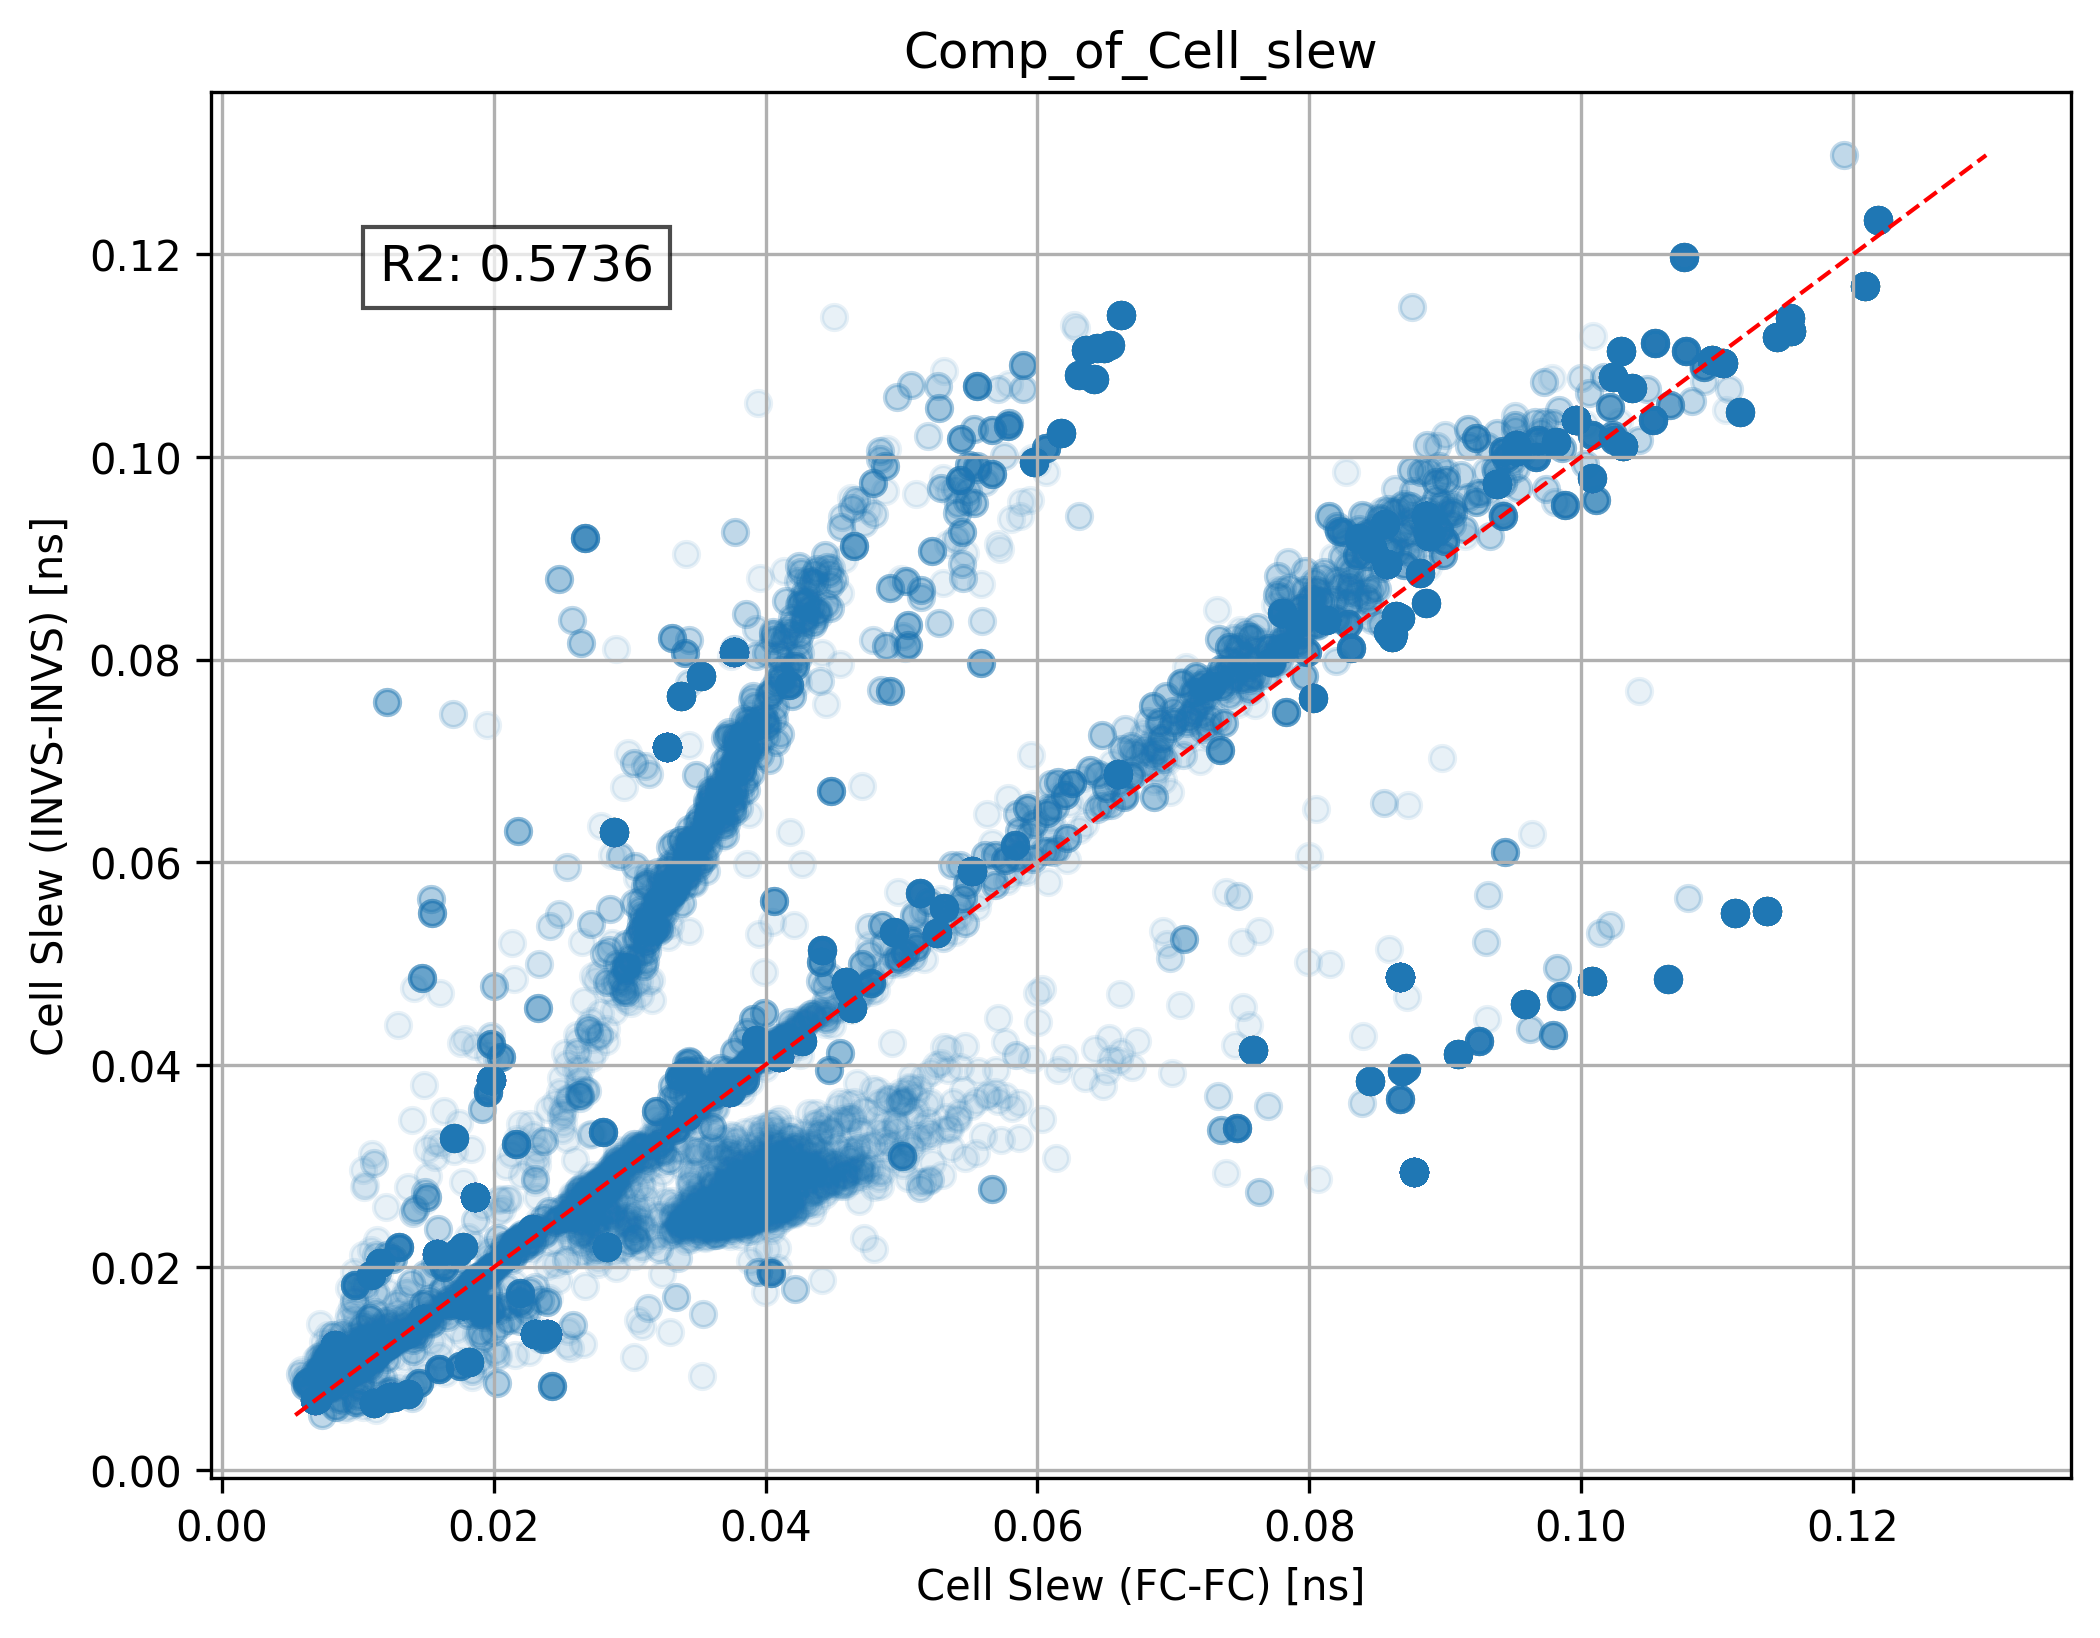 Comp_of_Cell_slew
R2: 0.5736
Cell Slew (INVS-INVS) [ns]
0.12
0.10
0.08
0.06
0.04
0.02
0.00
0.00 0.02 0.04 0.06 0.08 0.10 0.12
Cell Slew (FC-FC) [ns]